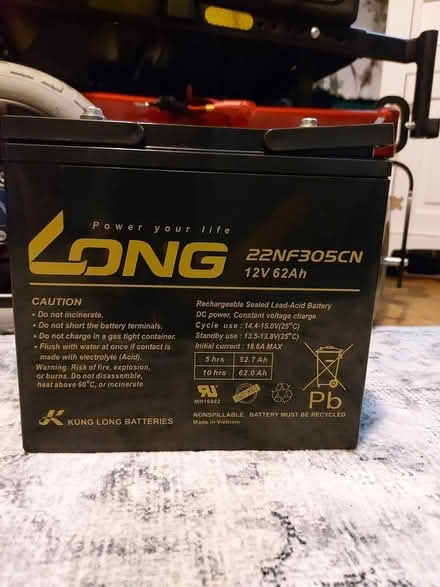 Power your life
LONG
22NF305CN
12V 62Ah
CAUTION
• Do not incinerate.
• Do not short the battery terminals.
• Do not charge in a gas tight container.
• Flush with water at once if contact is
made with electrolyte (Acid).
Warning: Risk of fire, explosion,
or burns. Do not disassemble,
heat above 60°C, or incinerate
Rechargeable Sealed Lead-Acid Battery
DC power, Constant voltage charge
Cycle use : 14.4-15.0V(25°C)
Standby use : 13.5-13.8V(25°C)
Initial current : 18.6A MAX
5 hrs 52.7 Ah
10 hrs 62.0 Ah
MH16982
Pb
KUNG LONG BATTERIES
NONSPILLABLE. BATTERY MUST BE RECYCLED
Made in Vietnam